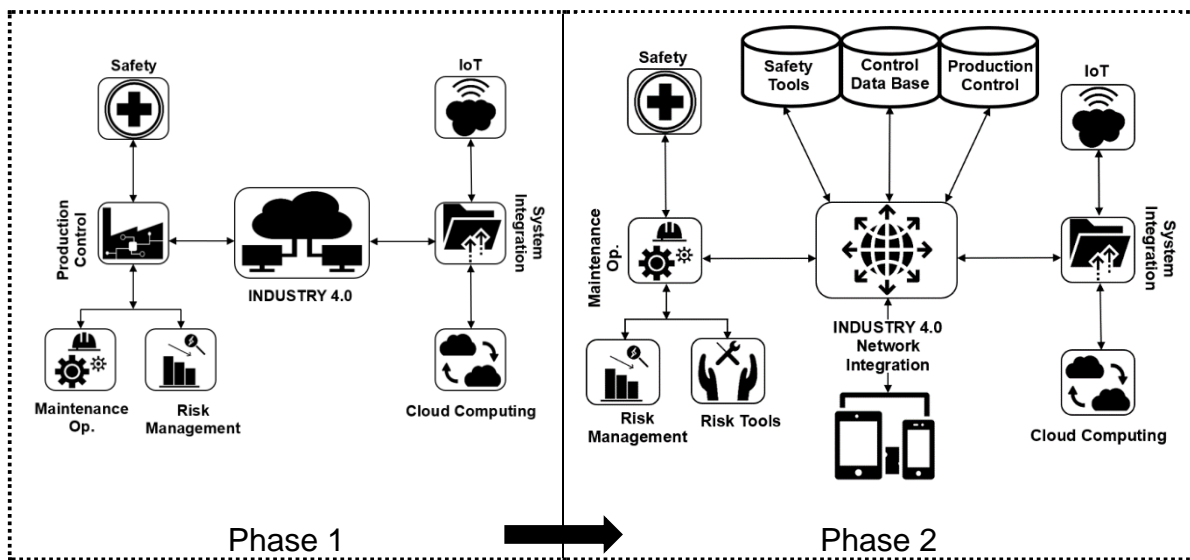 Safety
IoT
Production
Control
System
Integration
INDUSTRY 4.0
Maintenance
Op.
Risk
Management
Cloud Computing
Phase 1
Safety
Safety
Tools
Control
Data Base
Production
Control
IoT
Maintenance
Op.
System
Integration
INDUSTRY 4.0
Network
Integration
Risk
Management
Risk Tools
Cloud Computing
Phase 2